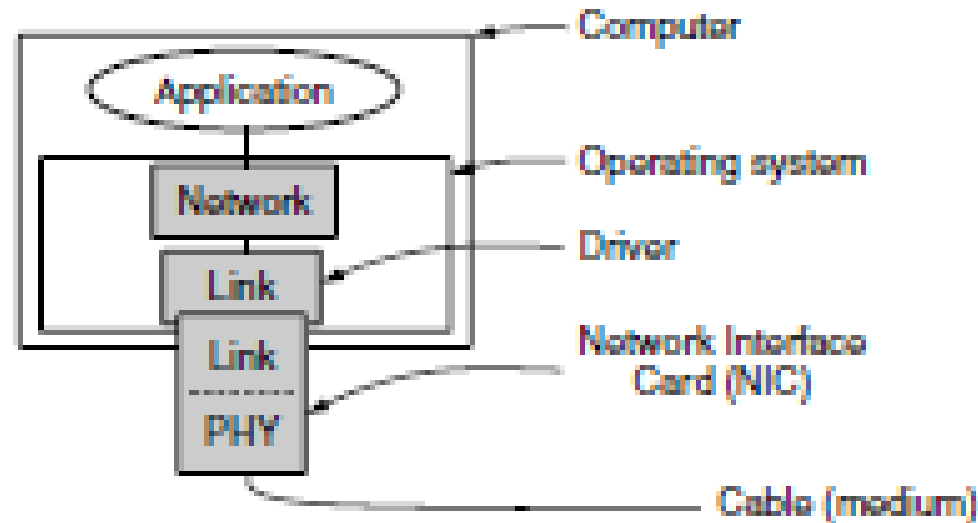 Computer
Application
Operating system
Network
Driver
Link
Link
Network Interface
Card (NIC)
PHY
Cable (medium)